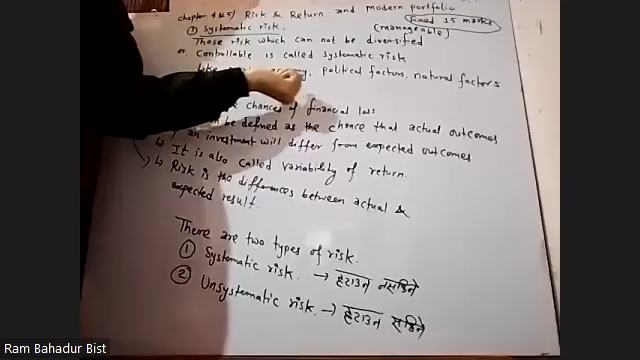 chapter 4 (5) Risk & Return and modern portfolio
Fixed 15 marks
① Systematic risk. (manageable)
Those risk which can not be diversified
or controllable is called systematic risk
Like political factors, natural factors
chances of financial loss
be defined as the chance that actual outcomes
an investment will differ from expected outcomes
b) It is also called variability of return.
b) Risk is the differences between actual &
expected result.
There are two types of risk.
① Systematic risk. → हटाउन नसकिने
② Unsystematic risk. → हटाउन सकिने
Ram Bahadur Bist